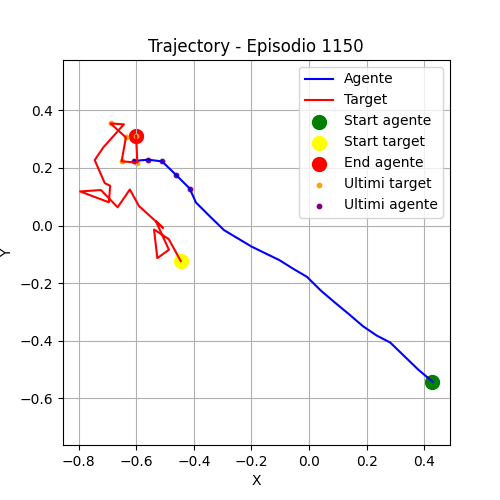 Trajectory - Episodio 1150
Agente
Target
Start agente
Start target
End agente
Ultimi target
Ultimi agente
Y
0.4
0.2
0.0
−0.2
−0.4
−0.6
−0.8 −0.6 −0.4 −0.2 0.0 0.2 0.4
X